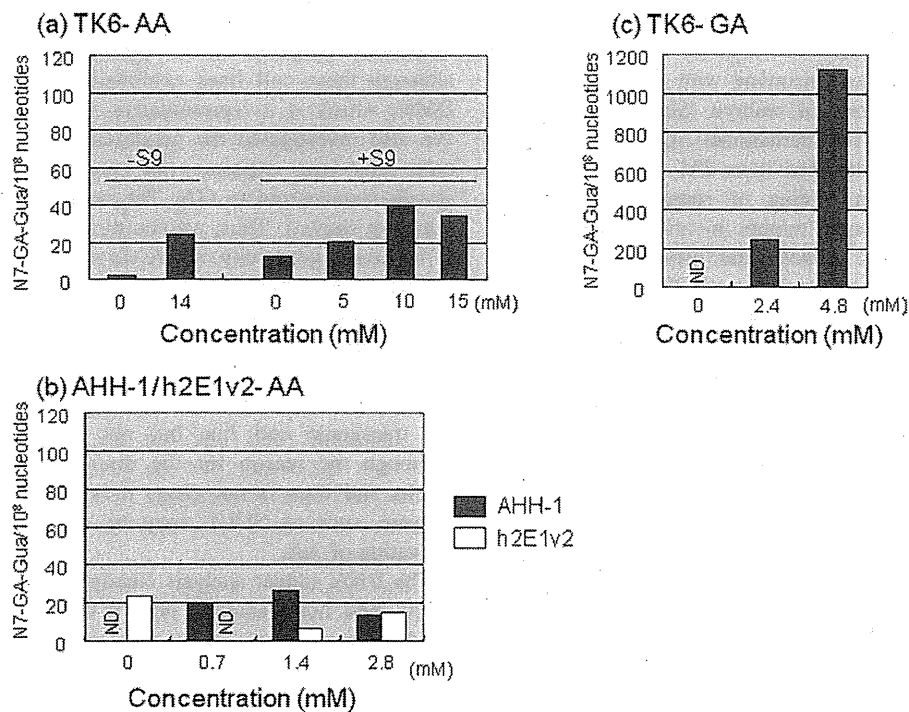 (a) TK6- AA
N7-GA-Gua/10⁸ nucleotides
120
100
80
60
40
20
0
-S9
+S9
0 14 0 5 10 15 (mM)
Concentration (mM)
(c) TK6- GA
N7-GA-Gua/10⁸ nucleotides
1200
1000
800
600
400
200
0
ND
0 2.4 4.8 (mM)
Concentration (mM)
(b) AHH-1/h2E1v2- AA
N7-GA-Gua/10⁸ nucleotides
120
100
80
60
40
20
0
ND
ND
0 0.7 1.4 2.8 (mM)
Concentration (mM)
AHH-1
h2E1v2